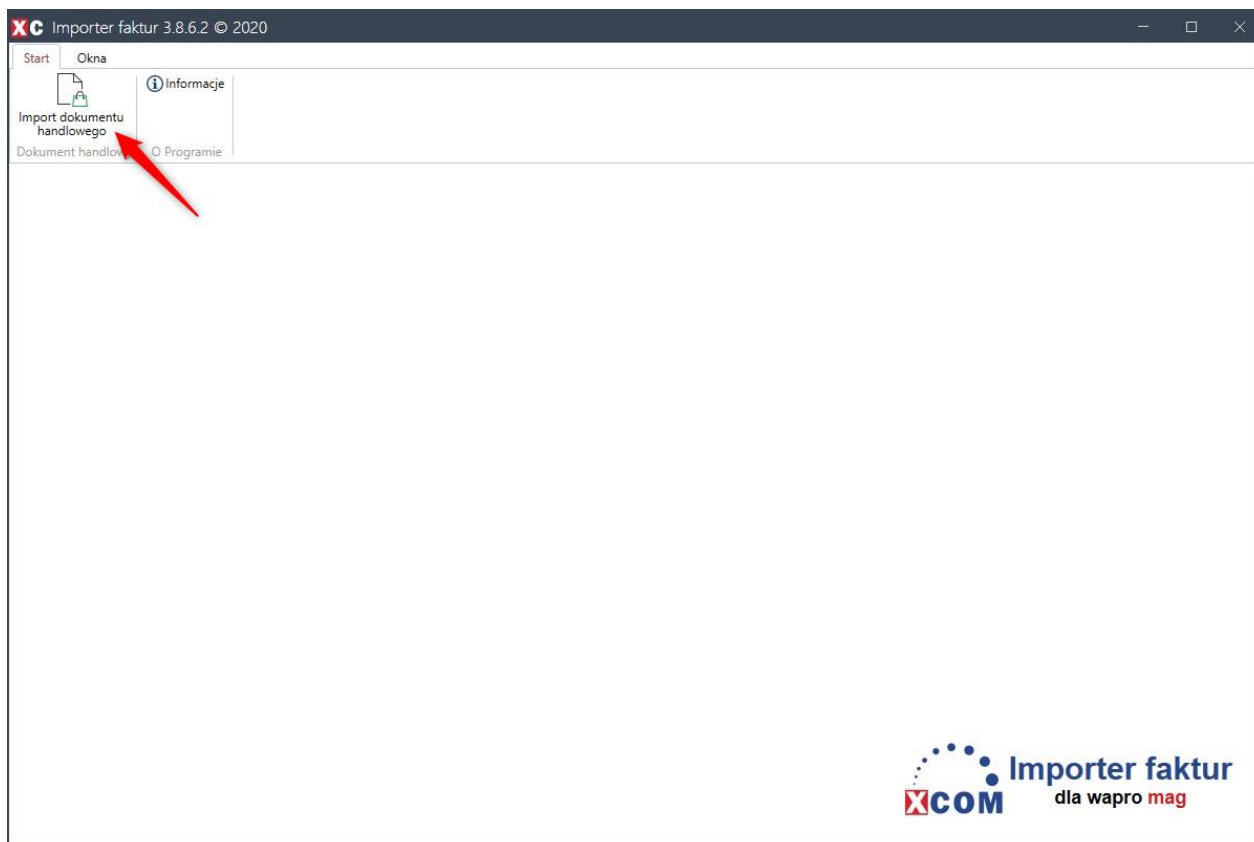 XC Importer faktur 3.8.6.2 © 2020
Start Okna
Informacje
Import dokumentu
handlowego
Dokument O Programie
XCOM
Importer faktur
dla wapro mag